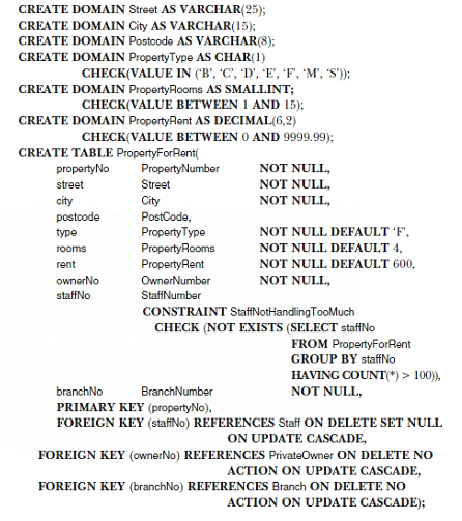 CREATE DOMAIN Street AS VARCHAR(25);
CREATE DOMAIN City AS VARCHAR(15);
CREATE DOMAIN Postcode AS VARCHAR(8);
CREATE DOMAIN PropertyType AS CHAR(1)
CHECK(VALUE IN (‘B’, ‘C’, ‘D’, ‘E’, ‘F’, ‘M’, ‘S’));
CREATE DOMAIN PropertyRooms AS SMALLINT;
CHECK(VALUE BETWEEN 1 AND 15);
CREATE DOMAIN PropertyRent AS DECIMAL(6,2)
CHECK(VALUE BETWEEN 0 AND 9999.99);
CREATE TABLE PropertyForRent(
propertyNo PropertyNumber NOT NULL,
street Street NOT NULL,
city City NOT NULL,
postcode PostCode,
type PropertyType NOT NULL DEFAULT ‘F’,
rooms PropertyRooms NOT NULL DEFAULT 4,
rent PropertyRent NOT NULL DEFAULT 600,
ownerNo OwnerNumber NOT NULL,
staffNo StaffNumber
CONSTRAINT StaffNotHandlingTooMuch
CHECK (NOT EXISTS (SELECT staffNo
FROM PropertyForRent
GROUP BY staffNo
HAVING COUNT(*) > 100)),
branchNo BranchNumber NOT NULL,
PRIMARY KEY (propertyNo),
FOREIGN KEY (staffNo) REFERENCES Staff ON DELETE SET NULL
ON UPDATE CASCADE,
FOREIGN KEY (ownerNo) REFERENCES PrivateOwner ON DELETE NO
ACTION ON UPDATE CASCADE,
FOREIGN KEY (branchNo) REFERENCES Branch ON DELETE NO
ACTION ON UPDATE CASCADE);